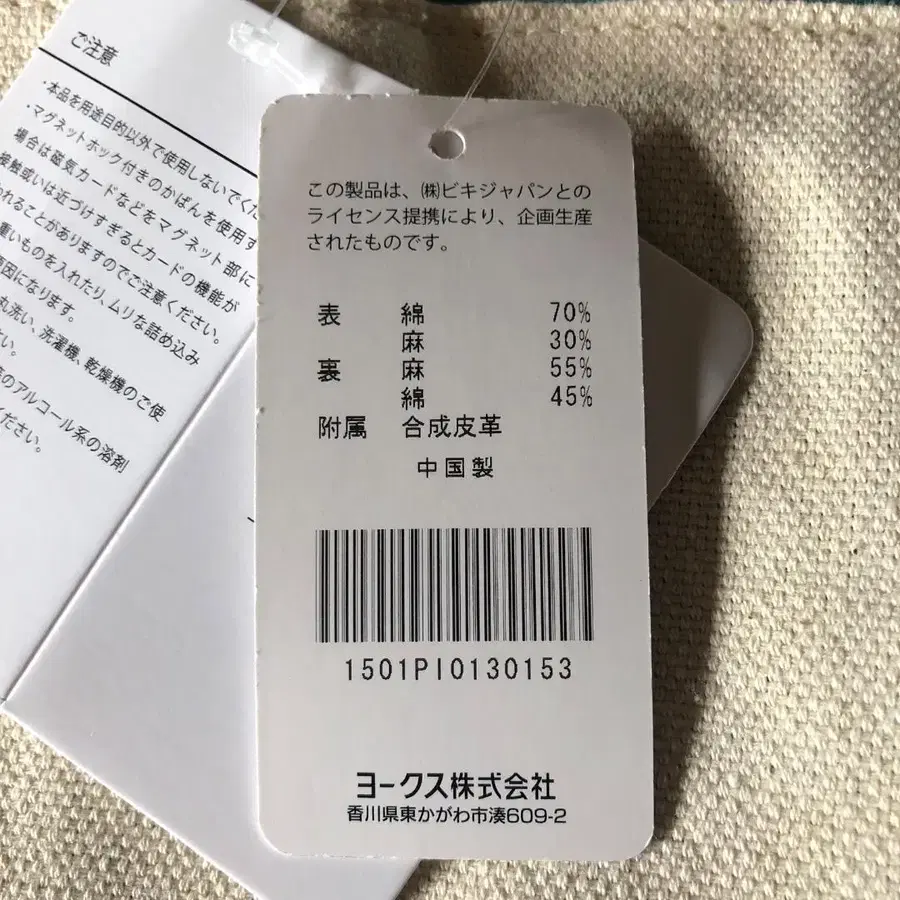 ご注意
・本品を用途目的以外で使用しないでくだ
・マグネットホック付きのかばんを使用す
場合は磁気カードなどをマグネット部に
接触或いは近づけすぎるとカードの機能が
われることがありますのでご注意ください。
重いものを入れたり、ムリな詰め込み
原因になります。
丸洗い、洗濯機、乾燥機のご使
い。
系のアルコール系の溶剤
ください。
この製品は、㈱ビキジャパンとの
ライセンス提携により、企画生産
されたものです。
表 綿 70%
麻 30%
裏 麻 55%
綿 45%
附属 合成皮革
中国製
1501PI0130153
ヨークス株式会社
香川県東かがわ市湊609-2